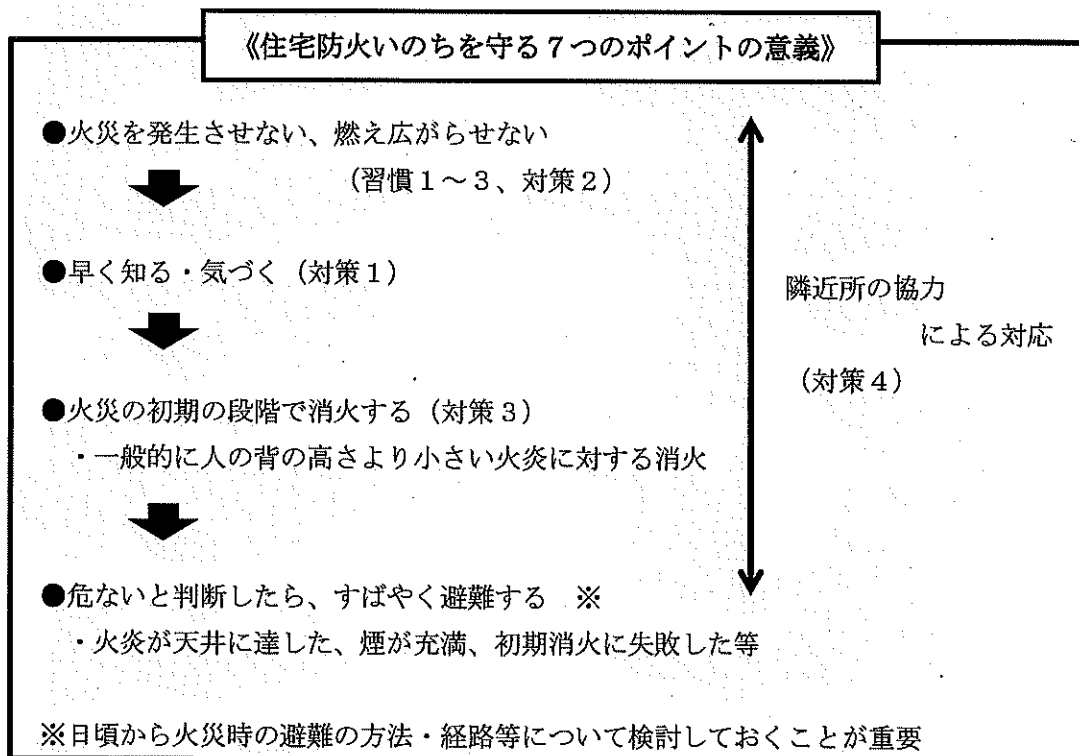 《住宅防火いのちを守る７つのポイントの意義》
●火災を発生させない、燃え広がらせない
（習慣１～３、対策２）
●早く知る・気づく（対策１）
隣近所の協力
による対応
（対策４）
●火災の初期の段階で消火する（対策３）
・一般的に人の背の高さより小さい火炎に対する消火
●危ないと判断したら、すばやく避難する　※
・火炎が天井に達した、煙が充満、初期消火に失敗した等
※日頃から火災時の避難の方法・経路等について検討しておくことが重要